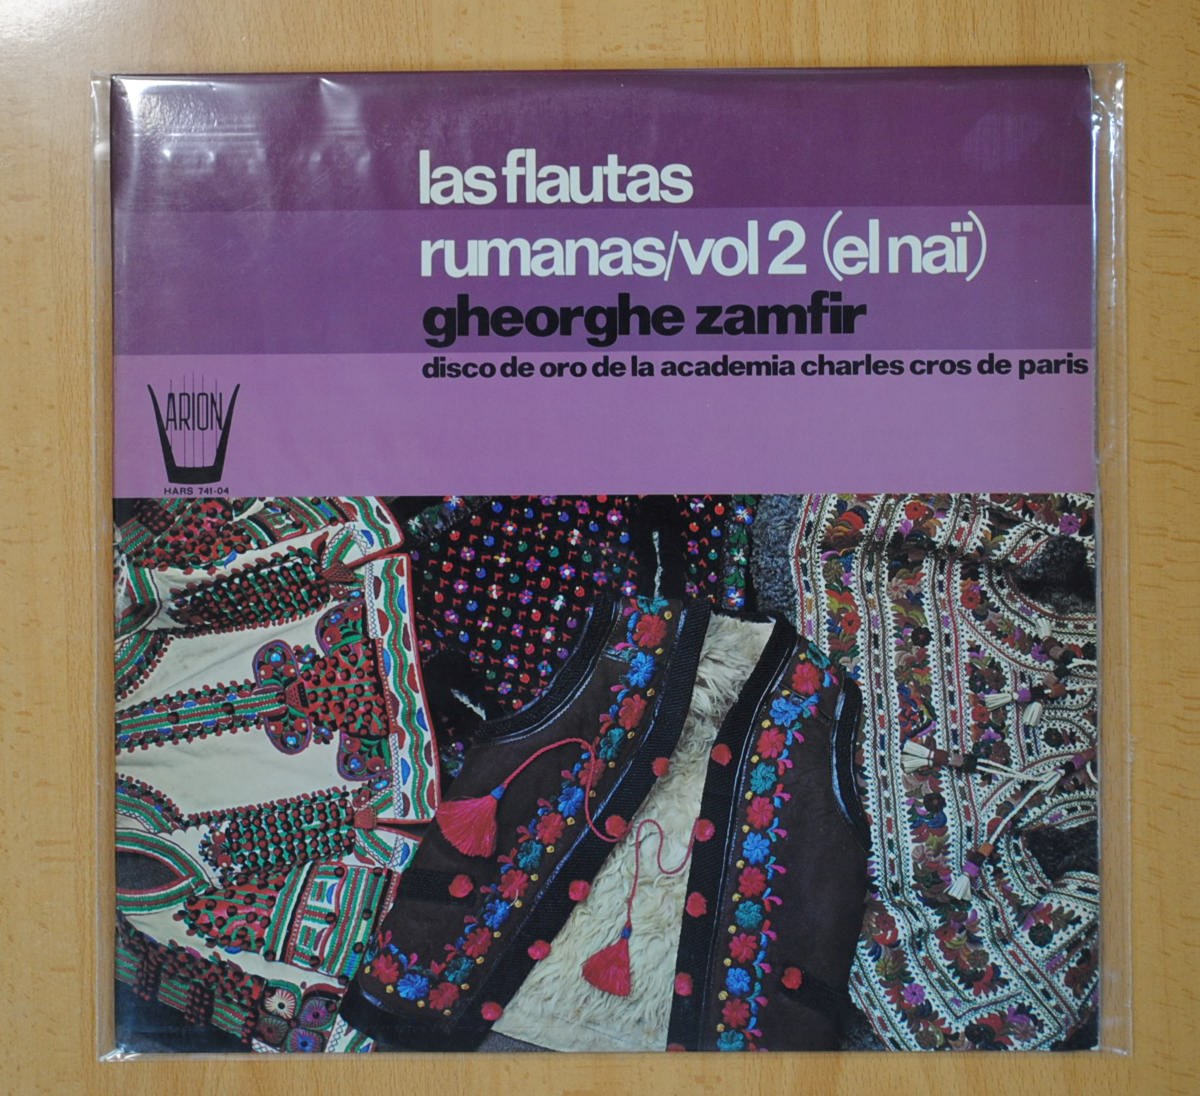 las flautas
rumanas/vol 2 (el naï)
gheorghe zamfir
disco de oro de la academia charles cros de paris
ARION
HARS 741-04